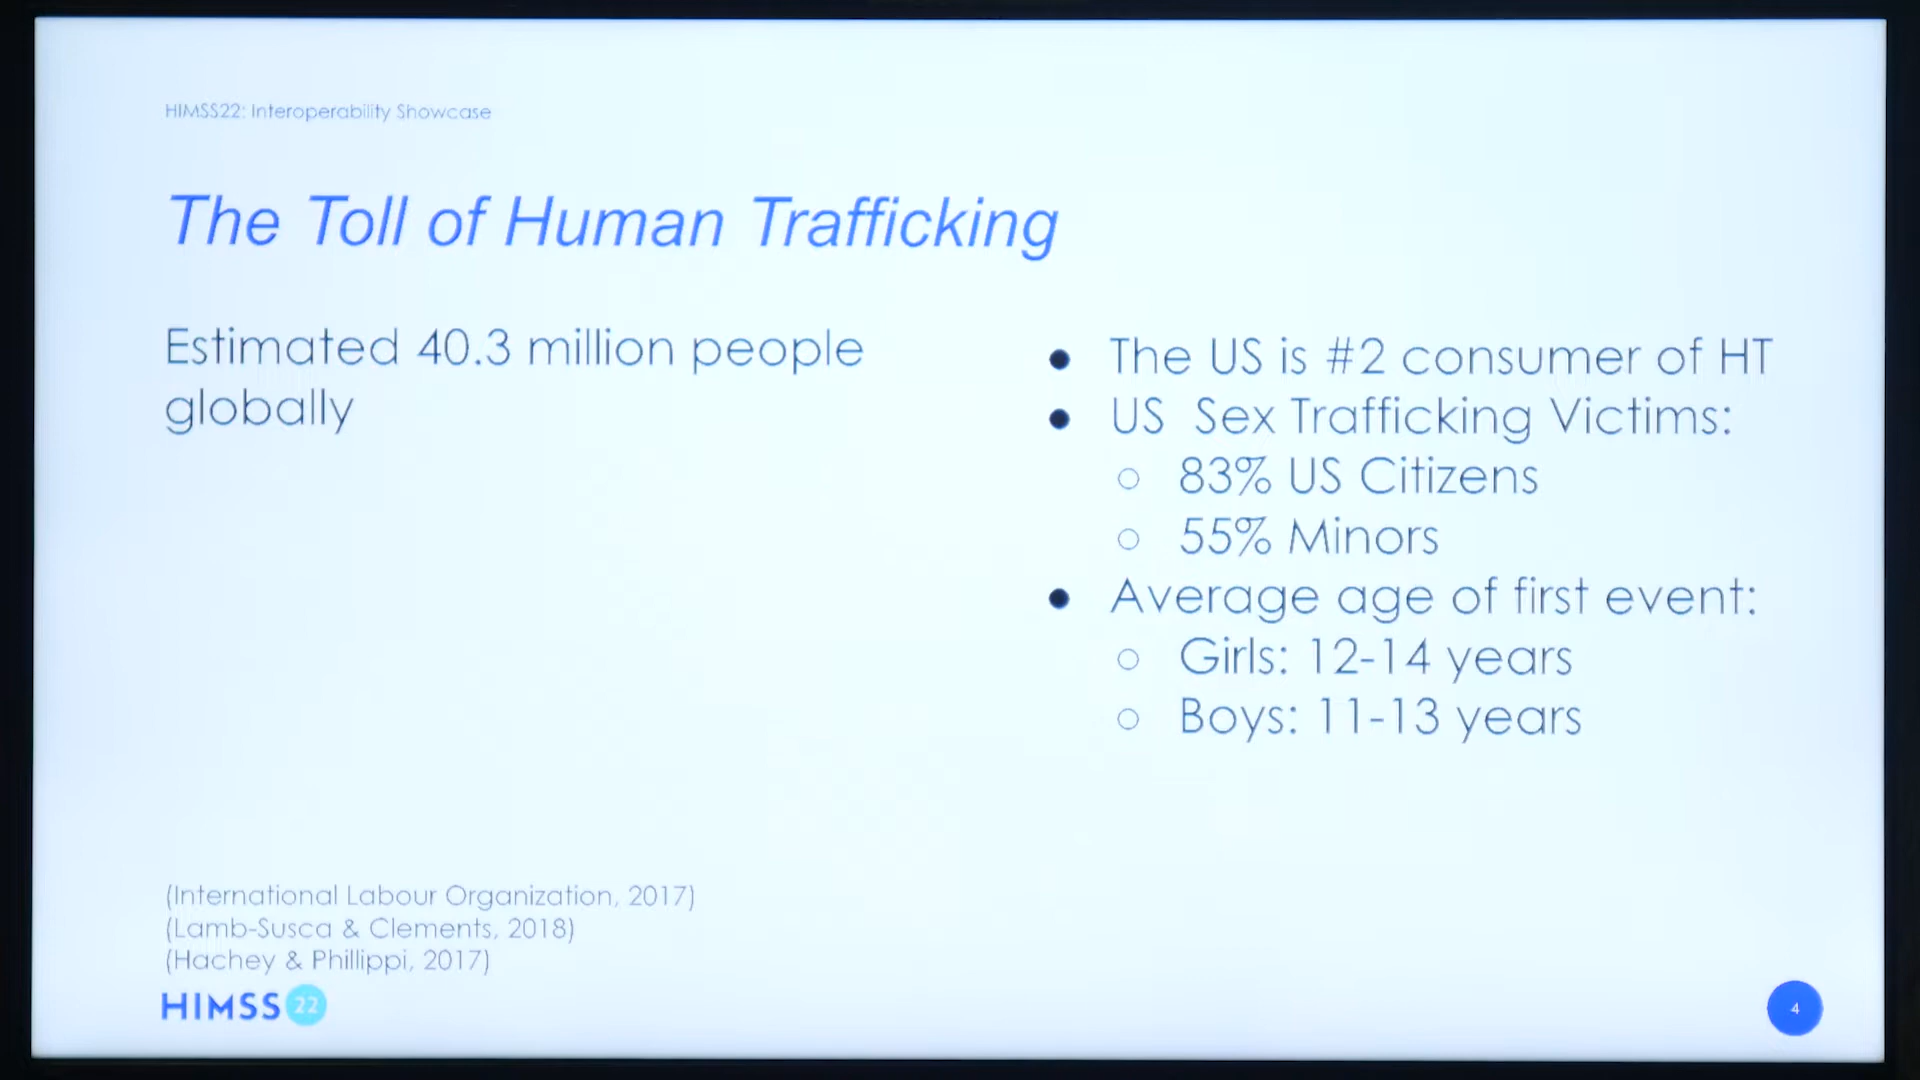 HIMSS22: Interoperability Showcase
The Toll of Human Trafficking
Estimated 40.3 million people
globally
● The US is #2 consumer of HT
● US Sex Trafficking Victims:
○ 83% US Citizens
○ 55% Minors
● Average age of first event:
○ Girls: 12-14 years
○ Boys: 11-13 years
(International Labour Organization, 2017)
(Lamb-Susca & Clements, 2018)
(Hachey & Phillippi, 2017)
HIMSS 22
4